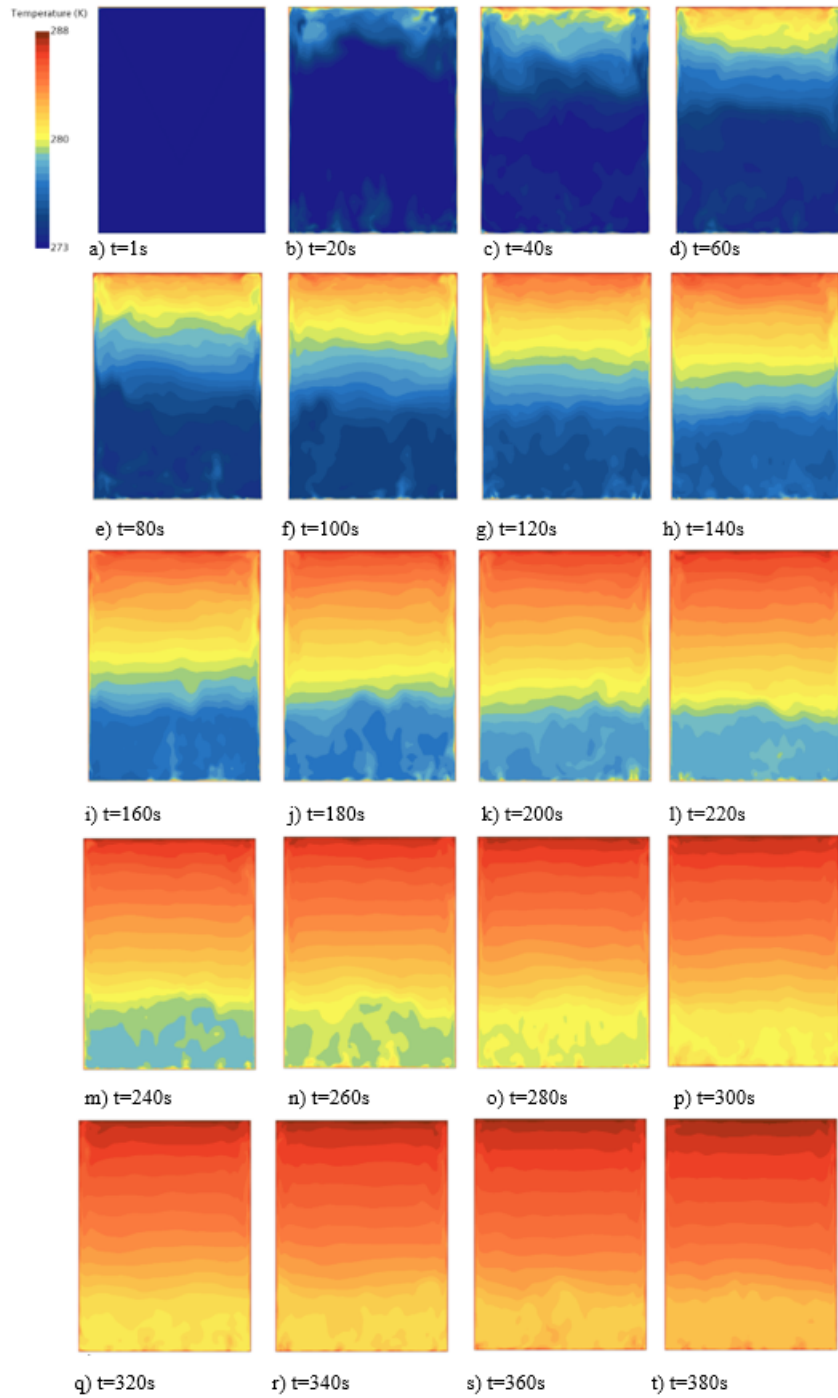 Temperature (K)
288
280
273
a) t=1s
b) t=20s
c) t=40s
d) t=60s
e) t=80s
f) t=100s
g) t=120s
h) t=140s
i) t=160s
j) t=180s
k) t=200s
l) t=220s
m) t=240s
n) t=260s
o) t=280s
p) t=300s
q) t=320s
r) t=340s
s) t=360s
t) t=380s